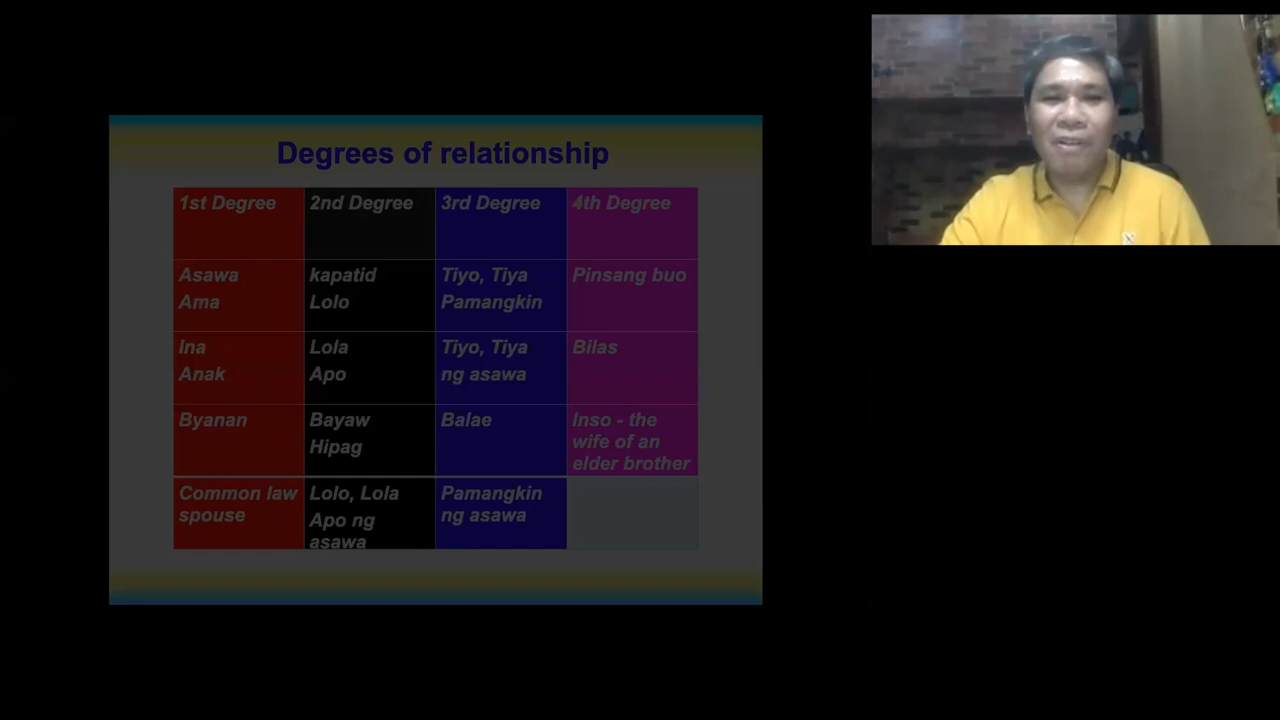 Degrees of relationship
1st Degree
2nd Degree
3rd Degree
4th Degree
Asawa
Ama
kapatid
Lolo
Tiyo, Tiya
Pamangkin
Pinsang buo
Ina
Anak
Lola
Apo
Tiyo, Tiya
ng asawa
Bilas
Byanan
Bayaw
Hipag
Balae
Inso - the
wife of an
elder brother
Common law
spouse
Lolo, Lola
Apo ng
asawa
Pamangkin
ng asawa